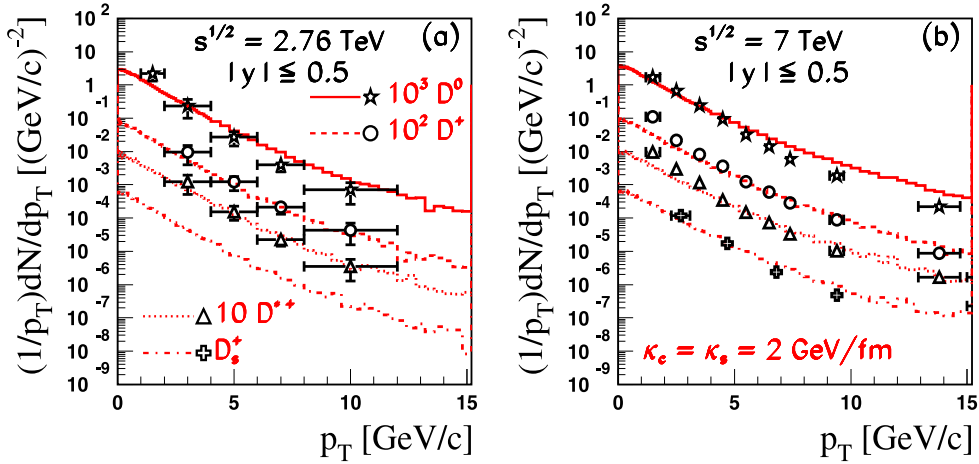 (a)
s^{1/2} = 2.76 TeV
| y | ≦ 0.5
10^3 D^0
10^2 D^+
10 D^{*+}
D_s^+
(1/p_T)dN/dp_T [(GeV/c)^{-2}]
10^2
10
1
10^{-1}
10^{-2}
10^{-3}
10^{-4}
10^{-5}
10^{-6}
10^{-7}
10^{-8}
10^{-9}
10
0 5 10 15
p_T [GeV/c]
(b)
s^{1/2} = 7 TeV
| y | ≦ 0.5
κ_c = κ_s = 2 GeV/fm
(1/p_T)dN/dp_T [(GeV/c)^{-2}]
10^2
10
1
10^{-1}
10^{-2}
10^{-3}
10^{-4}
10^{-5}
10^{-6}
10^{-7}
10^{-8}
10^{-9}
10
0 5 10 15
p_T [GeV/c]